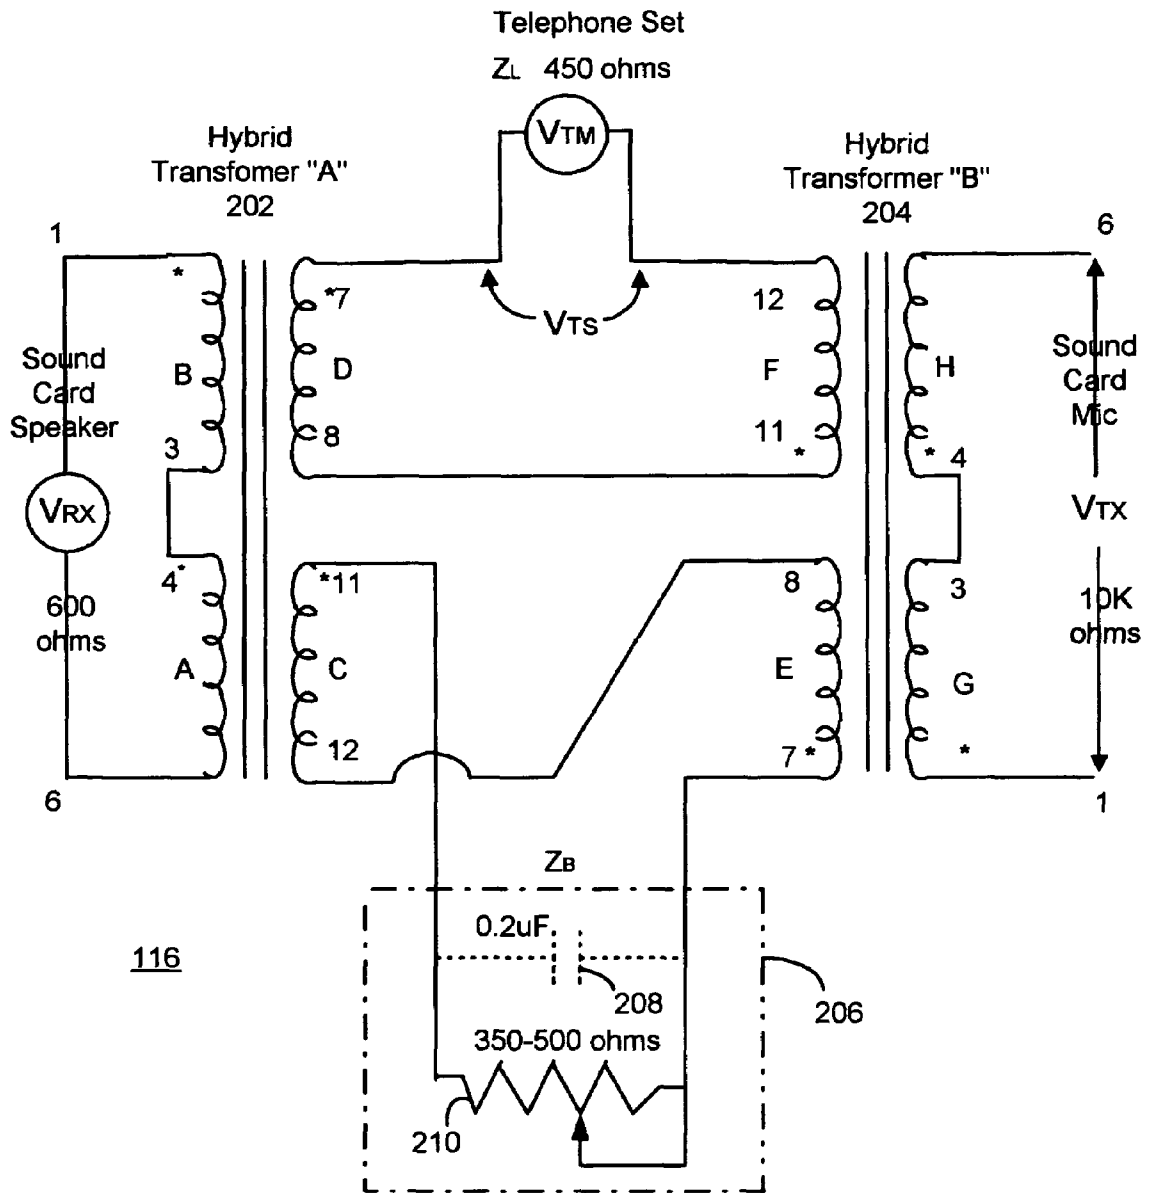 Telephone Set
ZL 450 ohms
VTM
Hybrid
Transfomer "A"
202
Hybrid
Transformer "B"
204
1
6
*
*7
12
VTS
Sound
Card
Speaker
B
D
F
H
Sound
Card
Mic
3
8
11
*
* 4
VRX
VTX
4*
*11
8
3
600
ohms
10K
ohms
A
C
E
G
12
7*
*
6
1
ZB
0.2uF
116
208
206
350-500 ohms
210